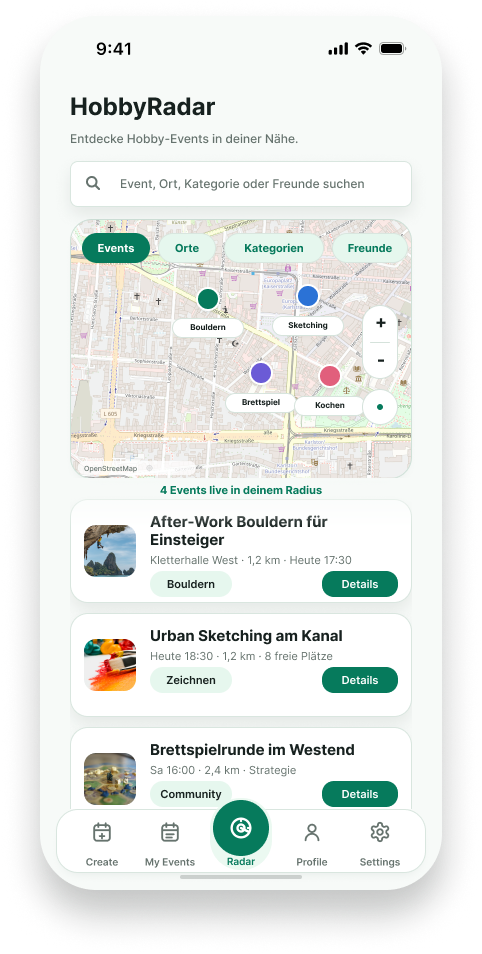 9:41
HobbyRadar
Entdecke Hobby-Events in deiner Nähe.
Event, Ort, Kategorie oder Freunde suchen
Events
Orte
Kategorien
Freunde
Bouldern
Sketching
+
-
Brettspiel
Kochen
L 605
Kriegsstraße
Kriegsstraße
OpenStreetMap
4 Events live in deinem Radius
After-Work Bouldern für
Einsteiger
Kletterhalle West · 1,2 km · Heute 17:30
Bouldern
Details
Urban Sketching am Kanal
Heute 18:30 · 1,2 km · 8 freie Plätze
Zeichnen
Details
Brettspielrunde im Westend
Sa 16:00 · 2,4 km · Strategie
Community
Details
Create
My Events
Radar
Profile
Settings